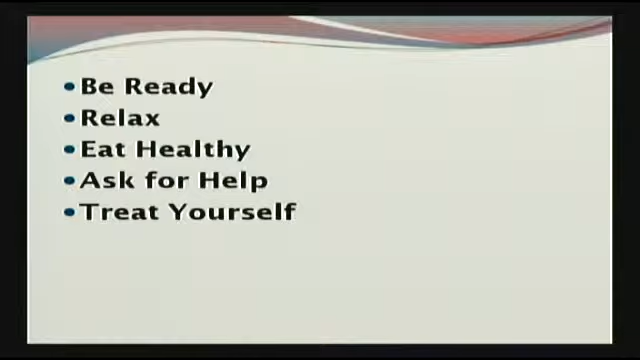 •Be Ready
•Relax
•Eat Healthy
•Ask for Help
•Treat Yourself